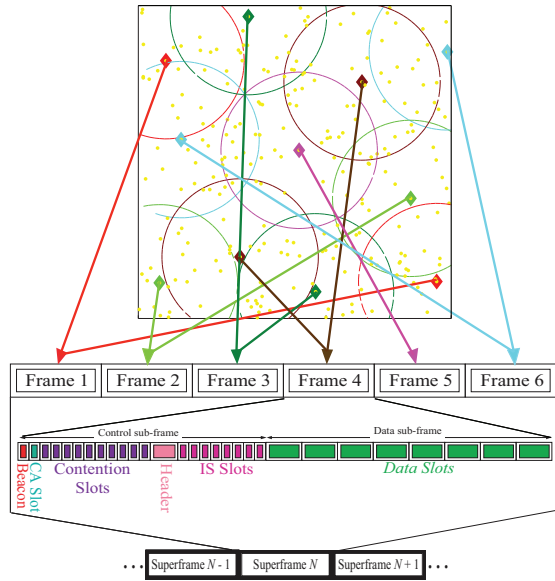 Frame 1 Frame 2 Frame 3 Frame 4 Frame 5 Frame 6
Control sub-frame Data sub-frame
Beacon
CA Slot
Contention
Slots
Header
IS Slots
Data Slots
... Superframe N - 1 Superframe N Superframe N + 1 ...